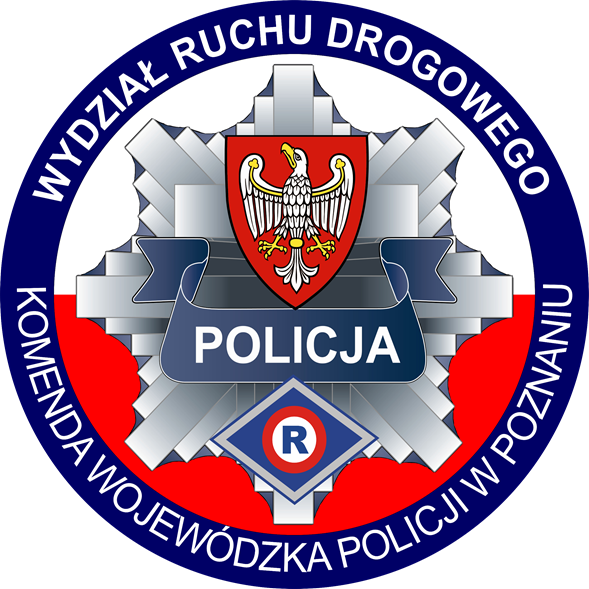 WYDZIAŁ RUCHU DROGOWEGO
POLICJA
R
KOMENDA WOJEWÓDZKA POLICJI W POZNANIU